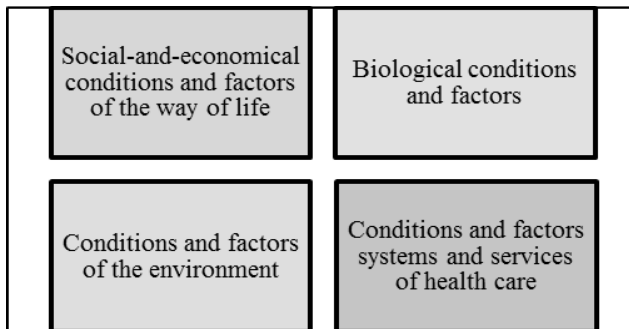 Social-and-economical
conditions and factors
of the way of life
Biological conditions
and factors
Conditions and factors
of the environment
Conditions and factors
systems and services
of health care